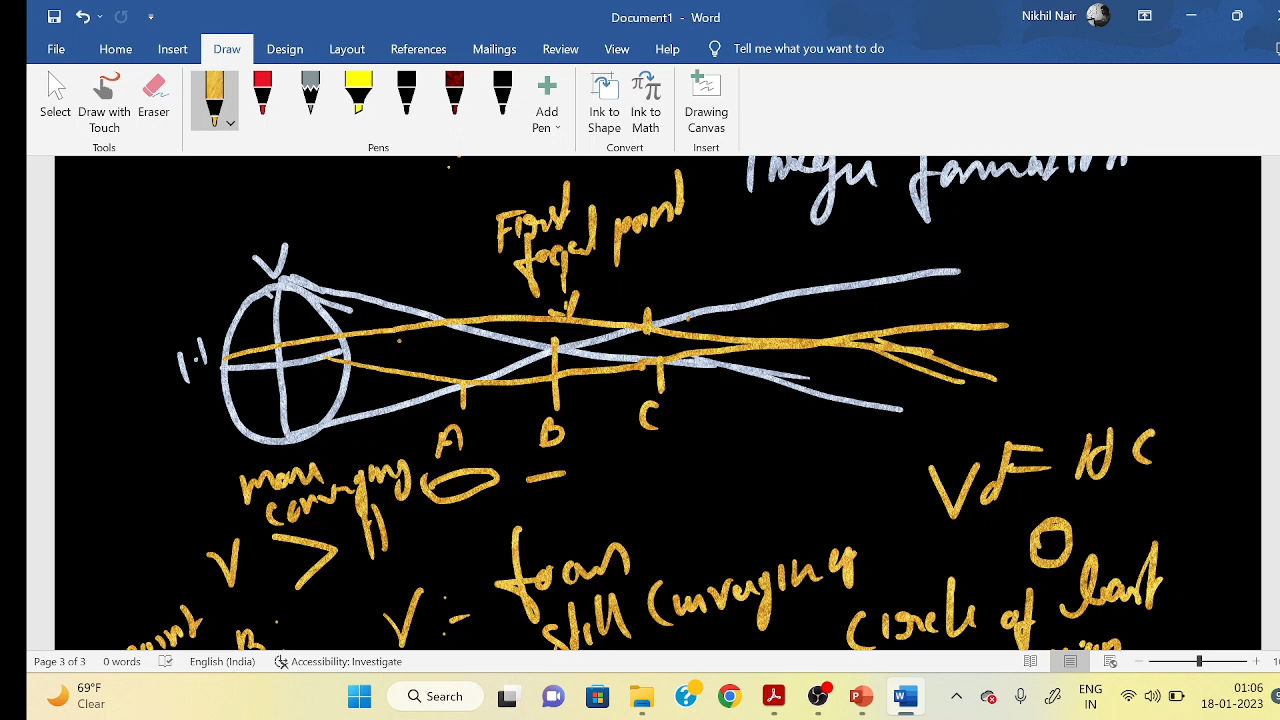 Document1 - Word
Nikhil Nair
File Home Insert Draw Design Layout References Mailings Review View Help Tell me what you want to do
Select Draw with Touch Eraser
Add Pen
Ink to Shape Ink to Math
Drawing Canvas
Tools Pens Convert Insert
formation
First
focal point
V
H
A B C
more
converging
V > H
V F H C
V :- focus
still converging
Circle of least
point B
Page 3 of 3 0 words English (India) Accessibility: Investigate
69°F
Clear
Search
ENG
IN
01:06
18-01-2023